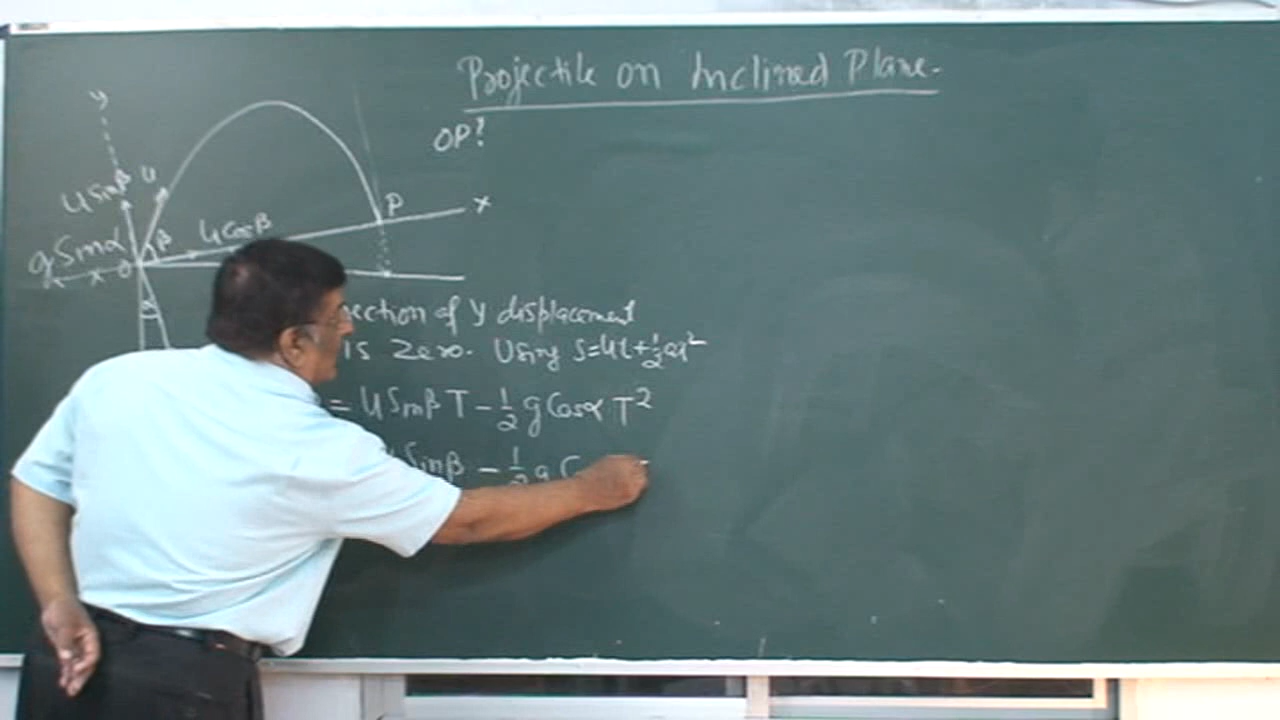 Projectile on Inclined Plane.
OP?
y
u sinβ u
g Sinα β u cosβ P x
O
of y displacement
is zero. Using S=ut+½at²
= u Sinβ T - ½ g Cosα T²
Sinβ - ½ g C